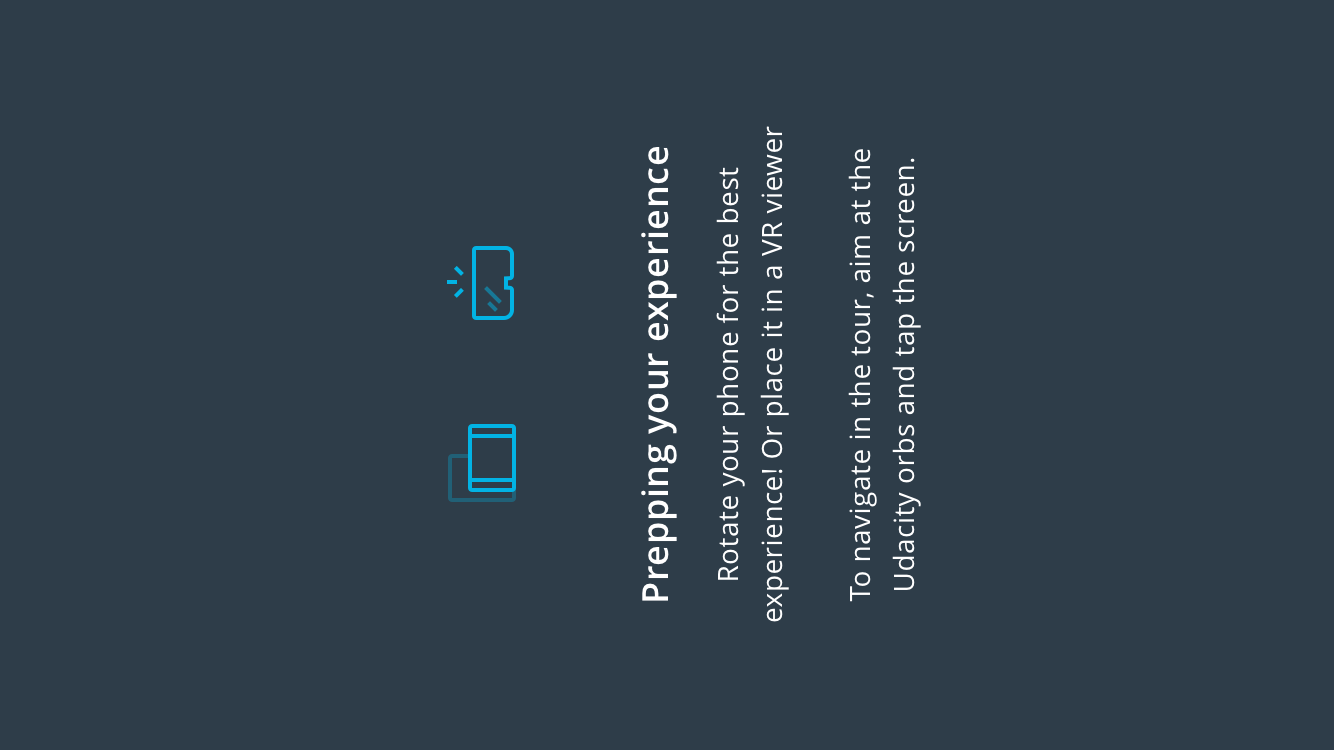 Prepping your experience
Rotate your phone for the best
experience! Or place it in a VR viewer
To navigate in the tour, aim at the
Udacity orbs and tap the screen.